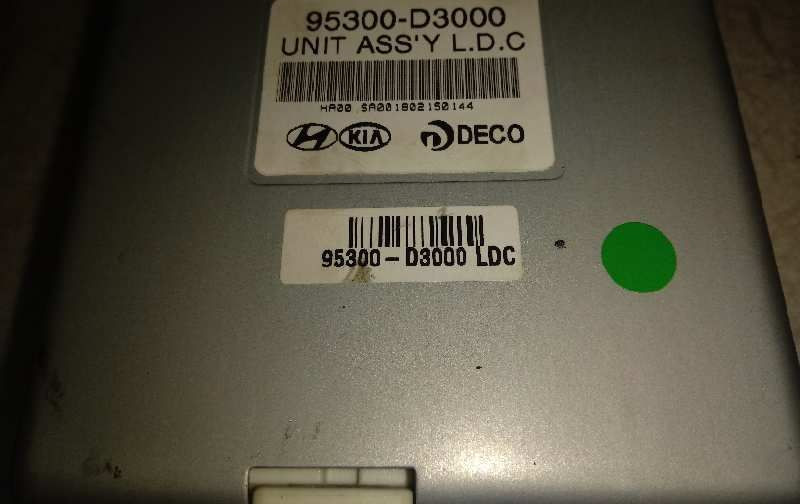 95300-D3000
UNIT ASS'Y L.D.C
HA00 SA001802150144
KIA DECO
95300-D3000 LDC